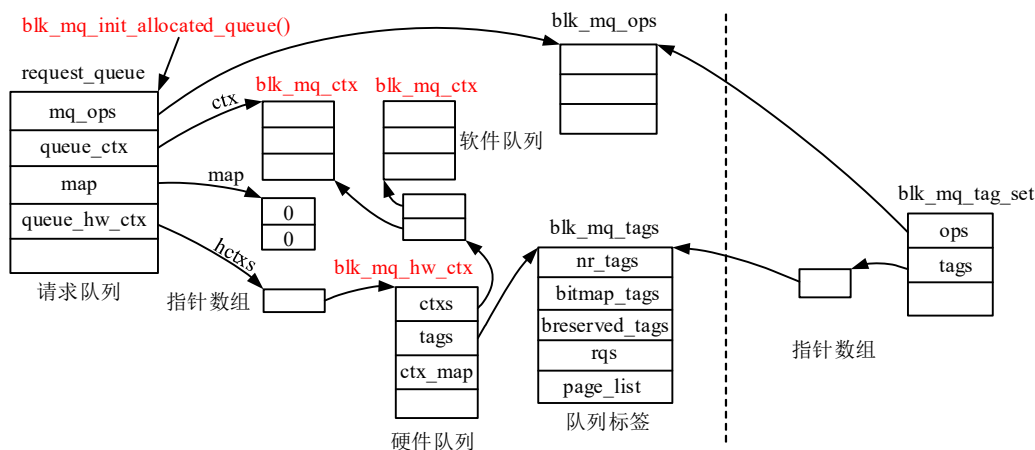 blk_mq_init_allocated_queue()
blk_mq_ops
request_queue
mq_ops
queue_ctx
map
queue_hw_ctx
请求队列
ctx
blk_mq_ctx
blk_mq_ctx
软件队列
map
0
0
hctxs
指针数组
blk_mq_hw_ctx
ctxs
tags
ctx_map
硬件队列
blk_mq_tags
nr_tags
bitmap_tags
breserved_tags
rqs
page_list
队列标签
blk_mq_tag_set
ops
tags
指针数组